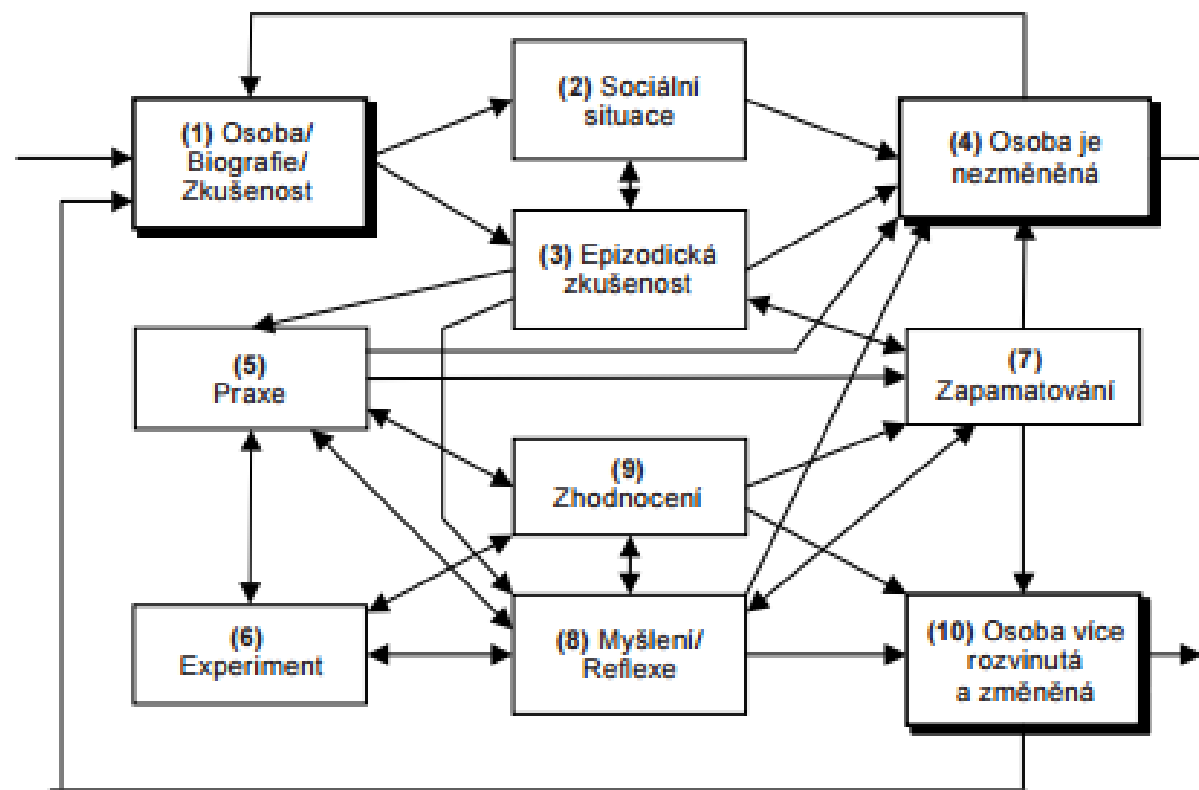 (1) Osoba/
Biografie/
Zkušenost
(2) Sociální
situace
(3) Epizodická
zkušenost
(4) Osoba je
nezměněná
(5)
Praxe
(6)
Experiment
(7)
Zapamatování
(8) Myšlení/
Reflexe
(9)
Zhodnocení
(10) Osoba více
rozvinutá
a změněná